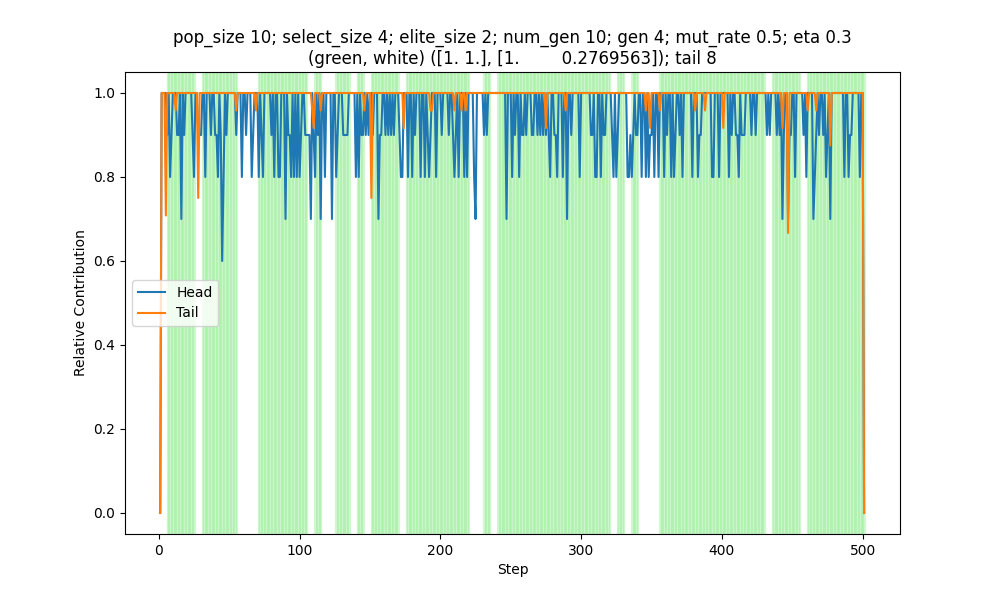 pop_size 10; select_size 4; elite_size 2; num_gen 10; gen 4; mut_rate 0.5; eta 0.3
(green, white) ([1. 1.], [1.         0.2769563]); tail 8
1.0
0.8
0.6
0.4
0.2
0.0
Relative Contribution
Head
Tail
0
100
200
300
400
500
Step